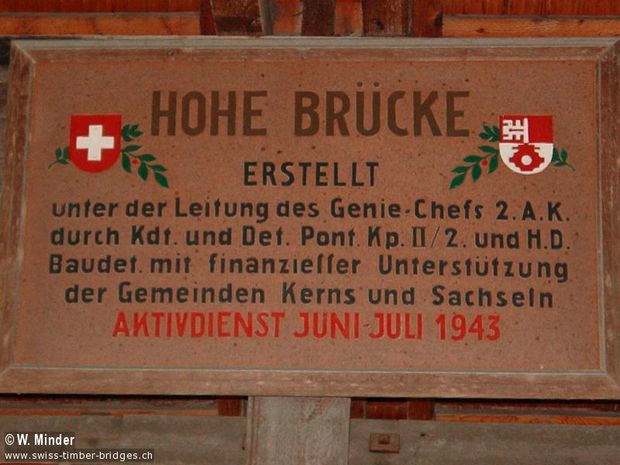 HOHE BRÜCKE
ERSTELLT
unter der Leitung des Genie-Chefs 2.A.K.
durch Kdt. und Det. Pont. Kp. II/2. und H.D.
Baudet. mit finanzieller Unterstützung
der Gemeinden Kerns und Sachseln
AKTIVDIENST JUNI-JULI 1943
© W. Minder
www.swiss-timber-bridges.ch